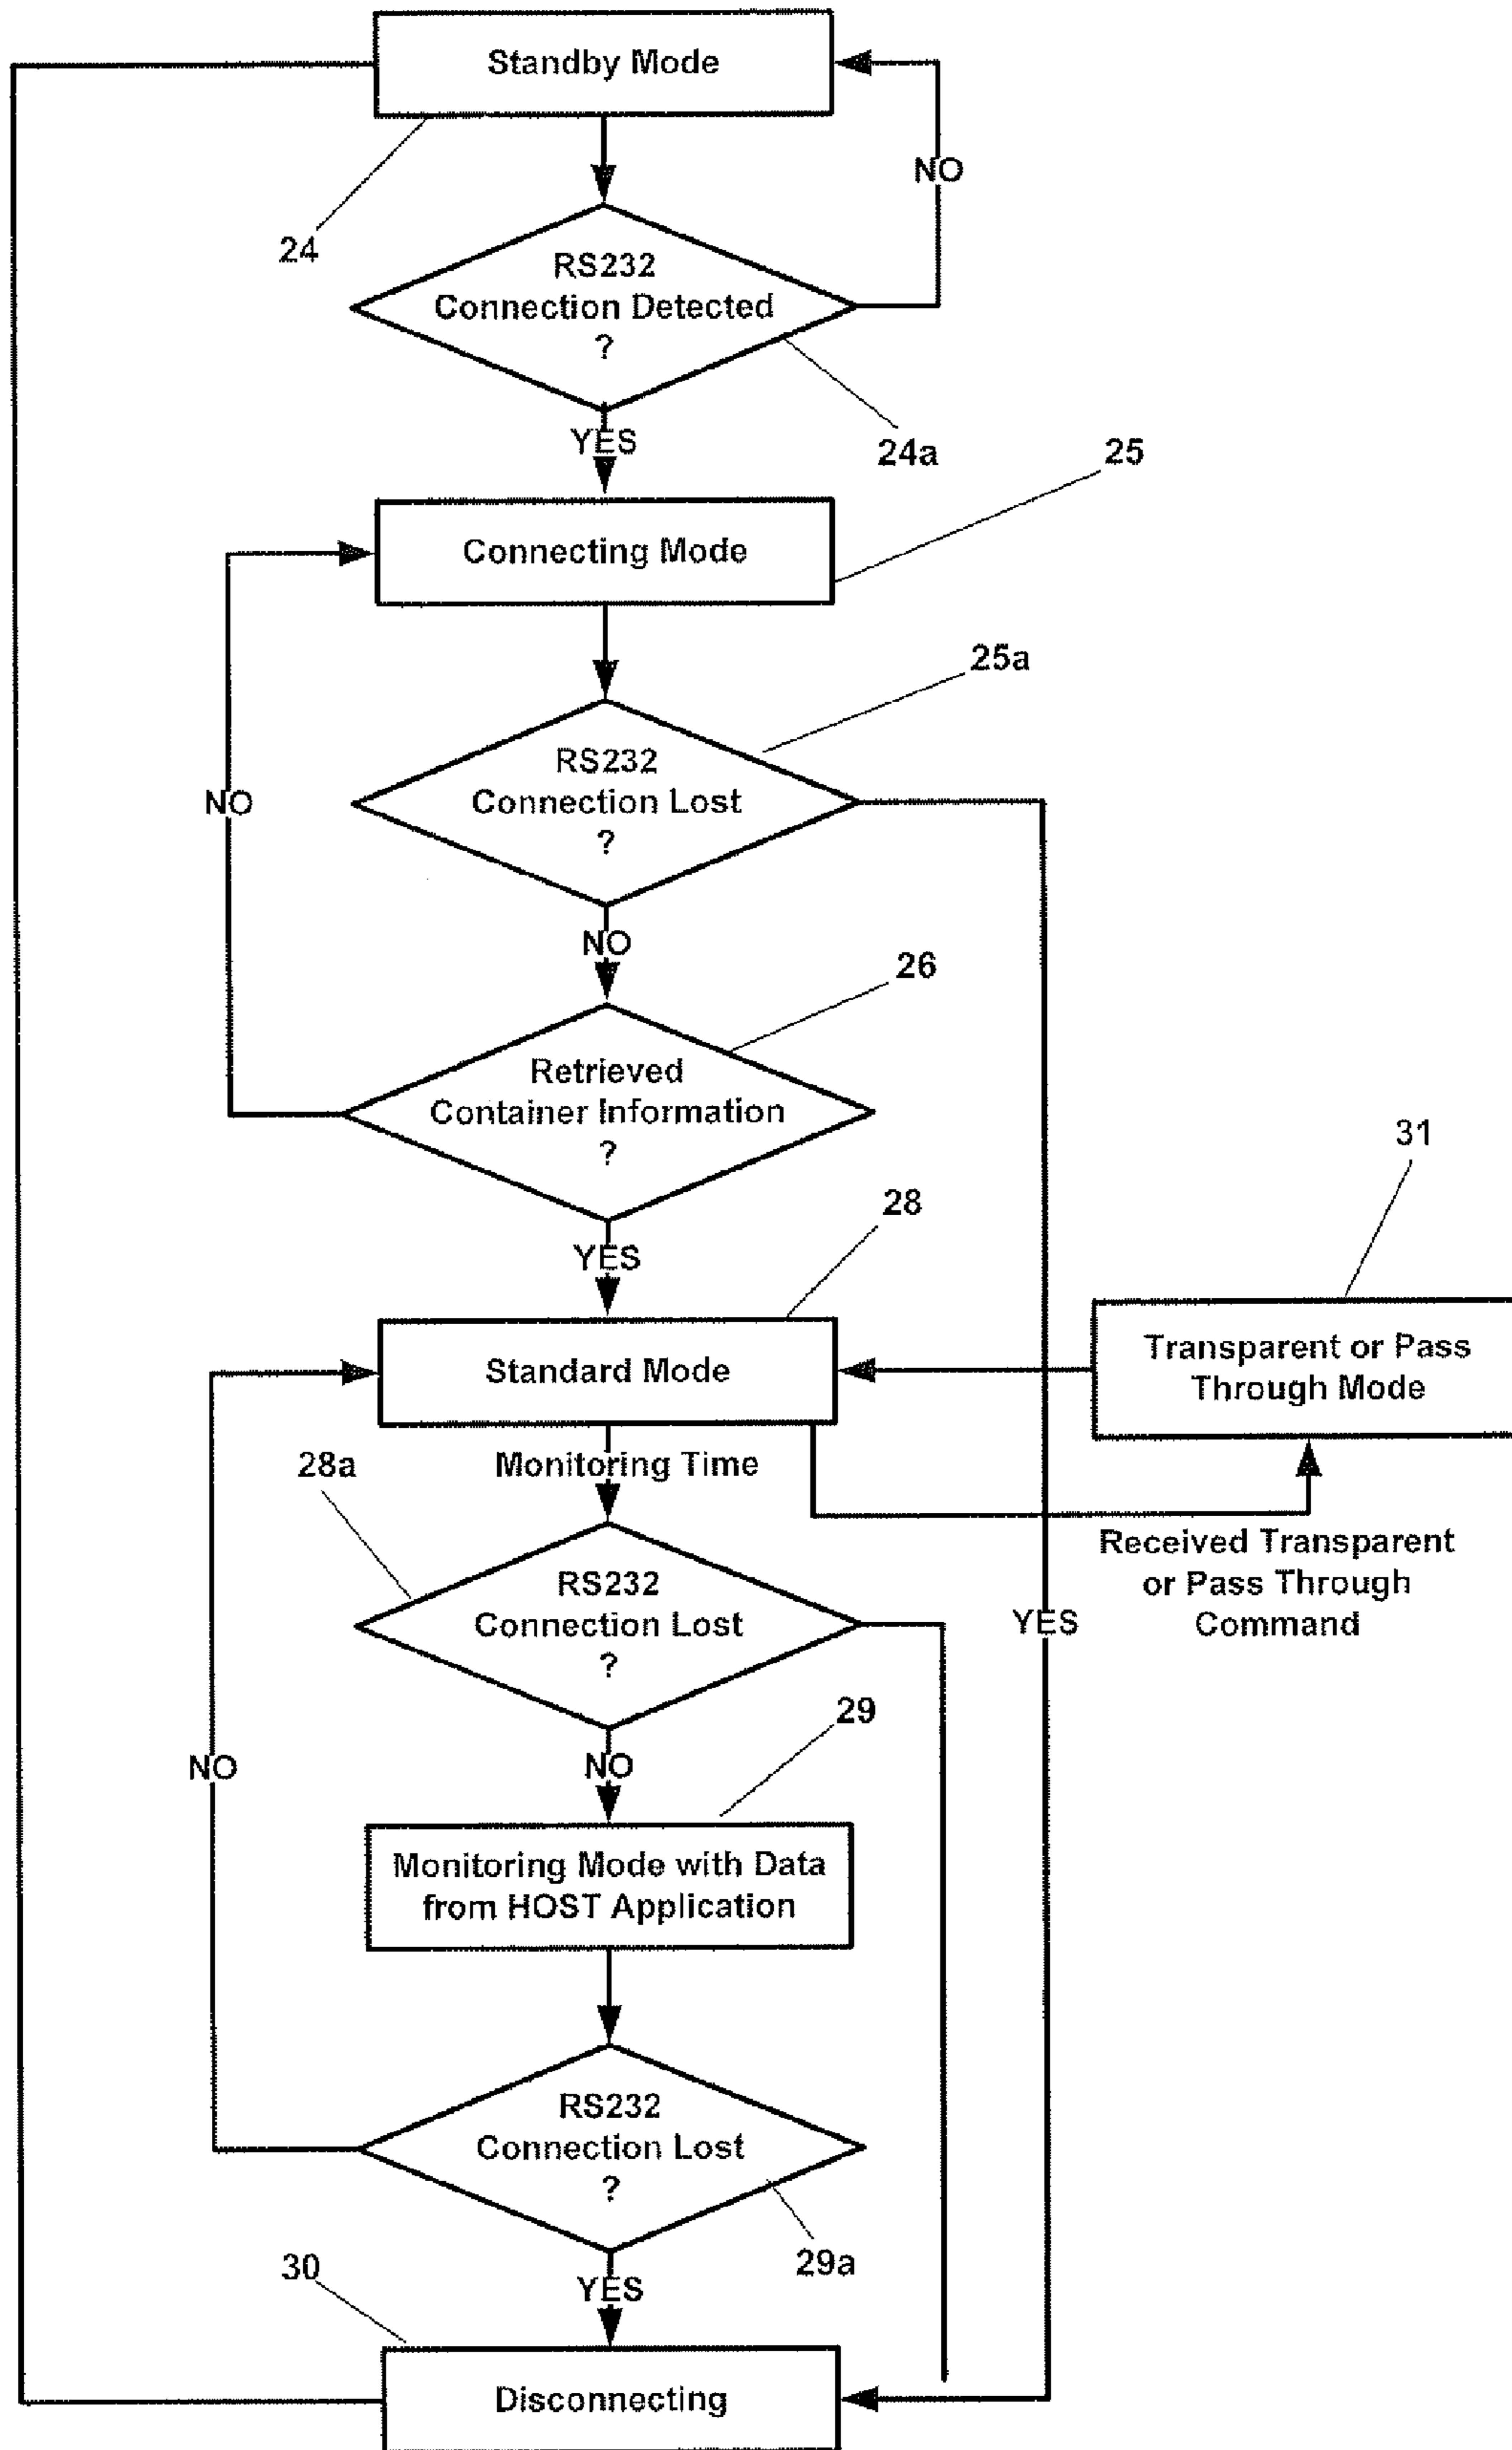 Standby Mode
NO
24
RS232
Connection Detected
?
24a
YES
25
Connecting Mode
25a
RS232
Connection Lost
?
NO
NO
26
Retrieved
Container Information
?
31
28
YES
Transparent or Pass
Through Mode
Standard Mode
28a
Monitoring Time
Received Transparent
or Pass Through
Command
RS232
Connection Lost
?
YES
29
NO
NO
Monitoring Mode with Data
from HOST Application
RS232
Connection Lost
?
29a
30
YES
Disconnecting